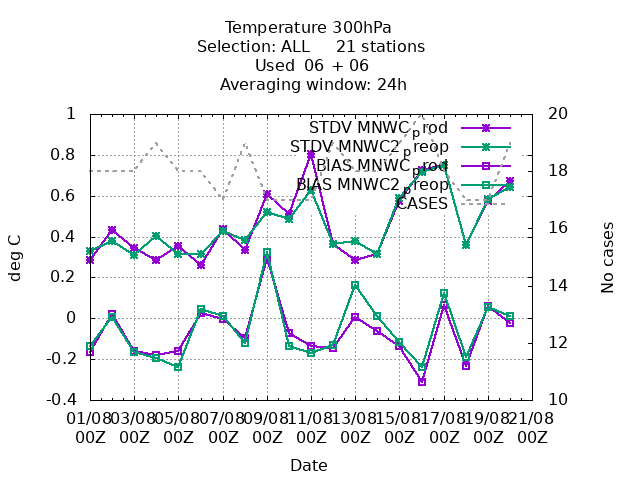 Temperature 300hPa
Selection: ALL 21 stations
Used 06 + 06
Averaging window: 24h
1 20
STDV MNWC_prod
STDV MNWC2_preop
0.8 18
BIAS MNWC_prod
BIAS MNWC2_preop
0.6
CASES
0.4 16
0.2 14
0
-0.2 12
-0.4 10
deg C
No cases
01/08 03/08 05/08 07/08 09/08 11/08 13/08 15/08 17/08 19/08 21/08
00Z 00Z 00Z 00Z 00Z 00Z 00Z 00Z 00Z 00Z 00Z
Date